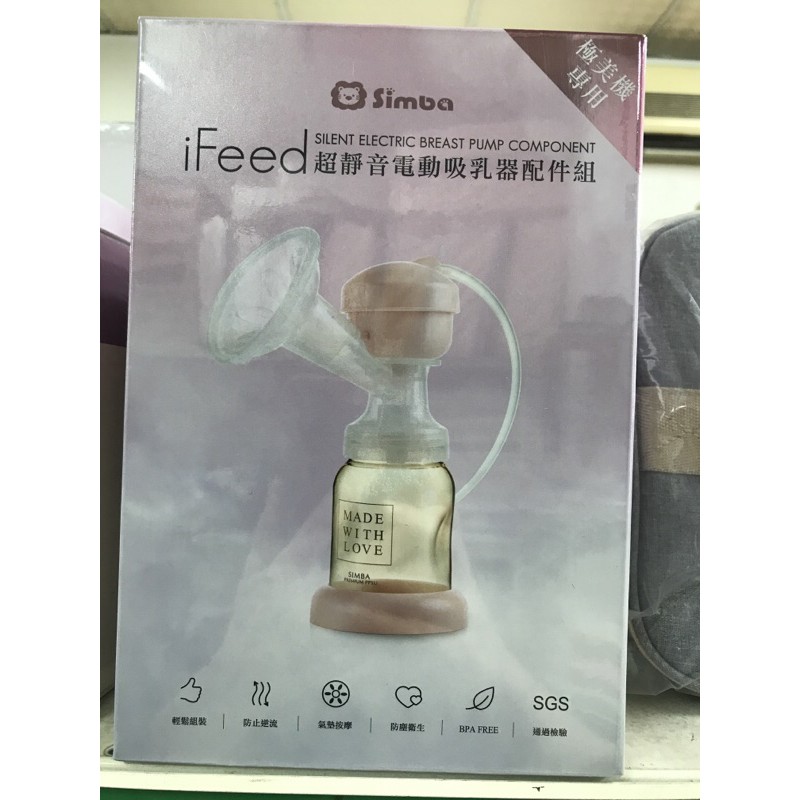 極美機
專用
Simba
iFeed
SILENT ELECTRIC BREAST PUMP COMPONENT
超靜音電動吸乳器配件組
MADE
WITH
LOVE
SIMBA
輕鬆組裝
防止逆流
氣墊按摩
防塵衛生
BPA FREE
SGS
通過檢驗